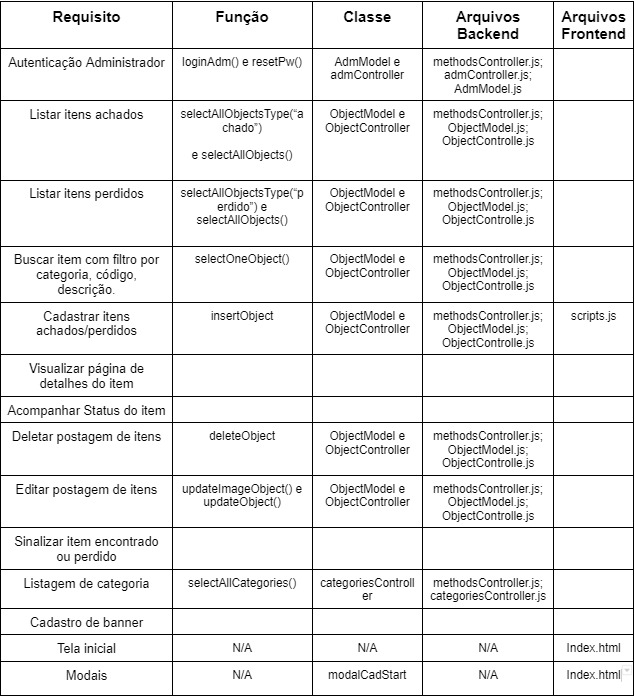 Requisito Função Classe Arquivos Backend Arquivos Frontend
Autenticação Administrador loginAdm() e resetPw() AdmModel e admController methodsController.js; admController.js; AdmModel.js
Listar itens achados selectAllObjectsType("achado") e selectAllObjects() ObjectModel e ObjectController methodsController.js; ObjectModel.js; ObjectControlle.js
Listar itens perdidos selectAllObjectsType("perdido") e selectAllObjects() ObjectModel e ObjectController methodsController.js; ObjectModel.js; ObjectControlle.js
Buscar item com filtro por categoria, código, descrição. selectOneObject() ObjectModel e ObjectController methodsController.js; ObjectModel.js; ObjectControlle.js
Cadastrar itens achados/perdidos insertObject ObjectModel e ObjectController methodsController.js; ObjectModel.js; ObjectControlle.js scripts.js
Visualizar página de detalhes do item
Acompanhar Status do item
Deletar postagem de itens deleteObject ObjectModel e ObjectController methodsController.js; ObjectModel.js; ObjectControlle.js
Editar postagem de itens updateImageObject() e updateObject() ObjectModel e ObjectController methodsController.js; ObjectModel.js; ObjectControlle.js
Sinalizar item encontrado ou perdido
Listagem de categoria selectAllCategories() categoriesController methodsController.js; categoriesController.js
Cadastro de banner
Tela inicial N/A N/A N/A Index.html
Modais N/A modalCadStart N/A Index.html